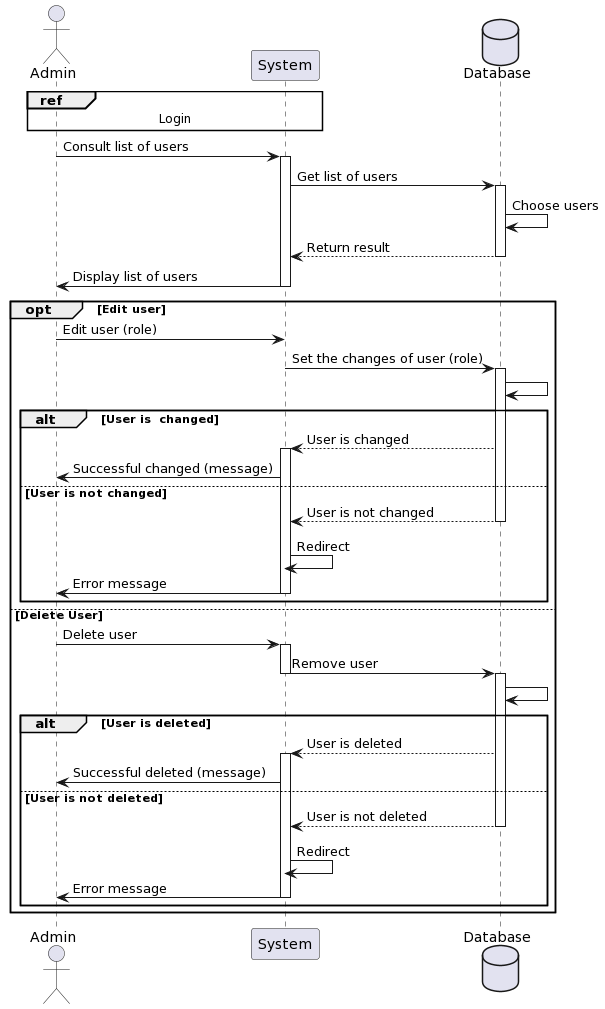 Admin
System
Database
ref
Login
Consult list of users
Get list of users
Choose users
Return result
Display list of users
opt [Edit user]
Edit user (role)
Set the changes of user (role)
alt [User is  changed]
User is changed
Successful changed (message)
[User is not changed]
User is not changed
Redirect
Error message
[Delete User]
Delete user
Remove user
alt [User is deleted]
User is deleted
Successful deleted (message)
[User is not deleted]
User is not deleted
Redirect
Error message
Admin
System
Database